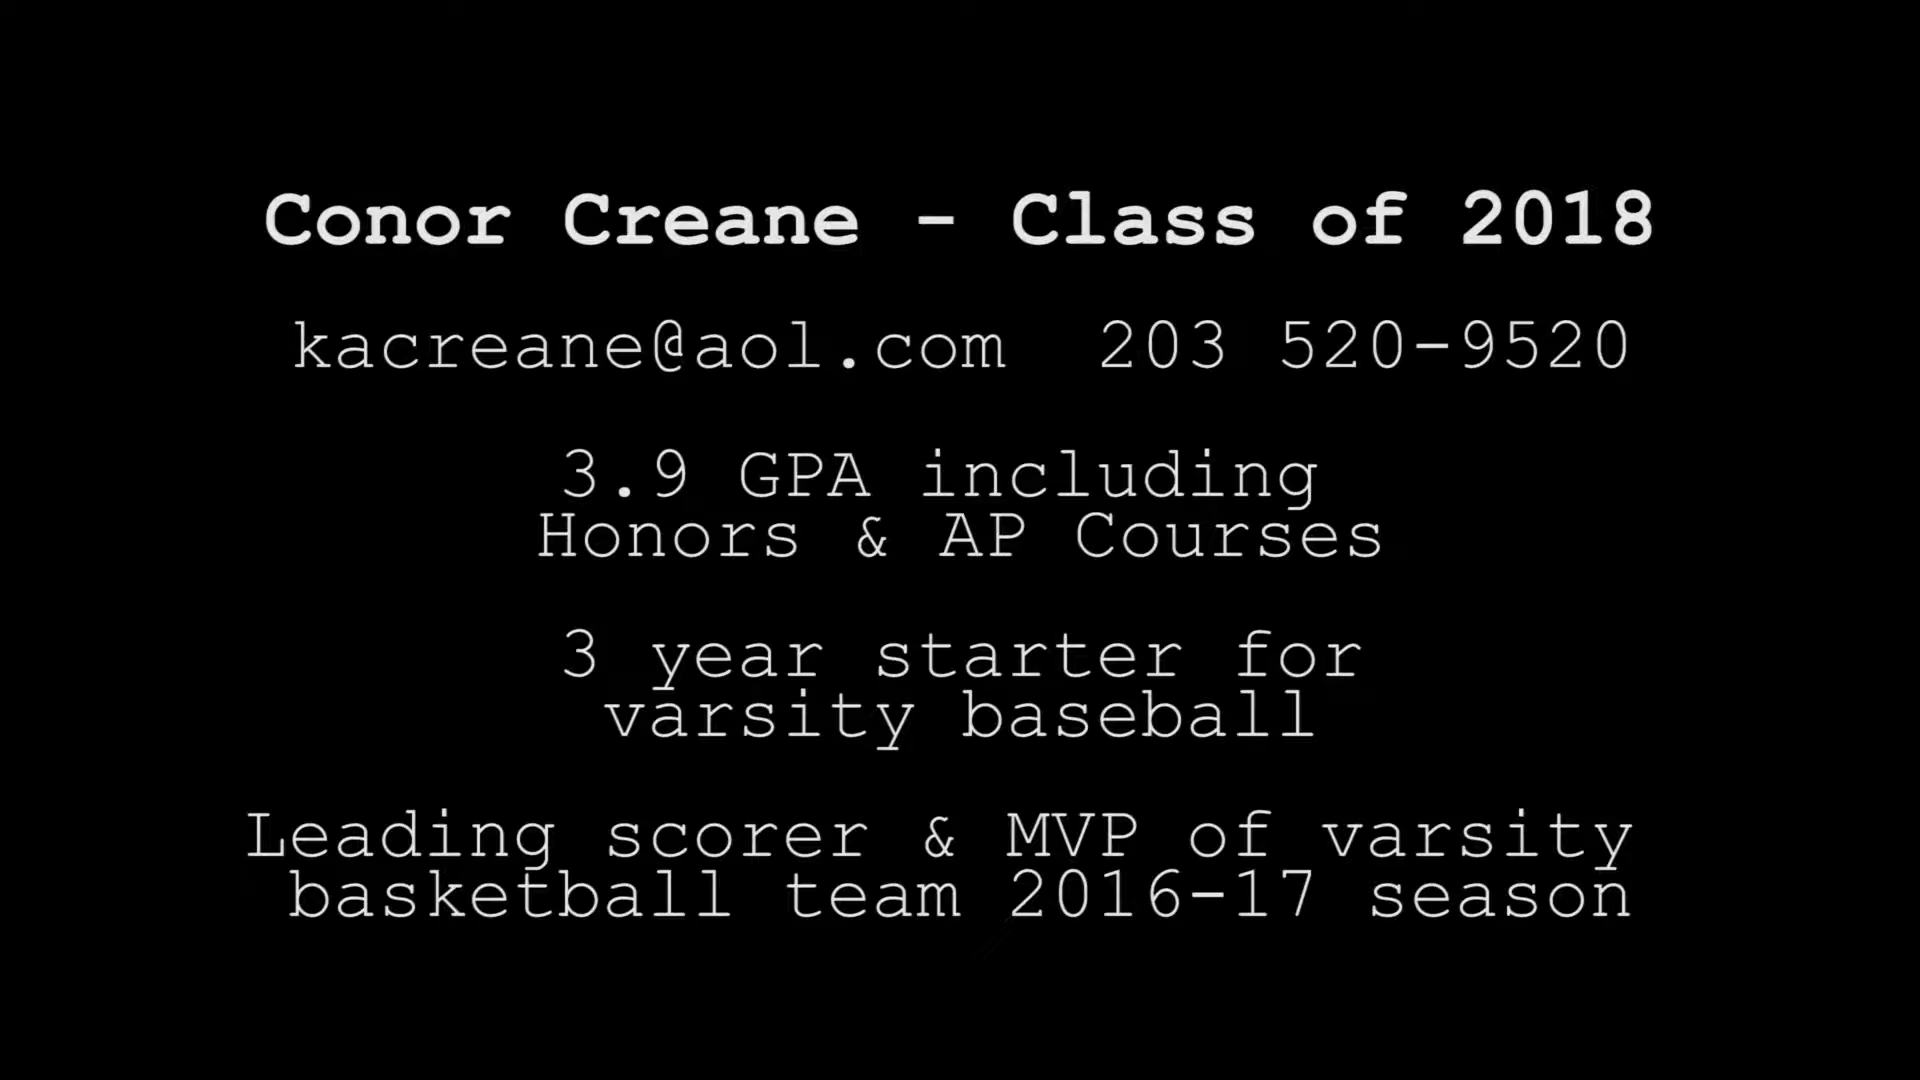 Conor Creane - Class of 2018
kacreane@aol.com 203 520-9520
3.9 GPA including
Honors & AP Courses
3 year starter for
varsity baseball
Leading scorer & MVP of varsity
basketball team 2016-17 season